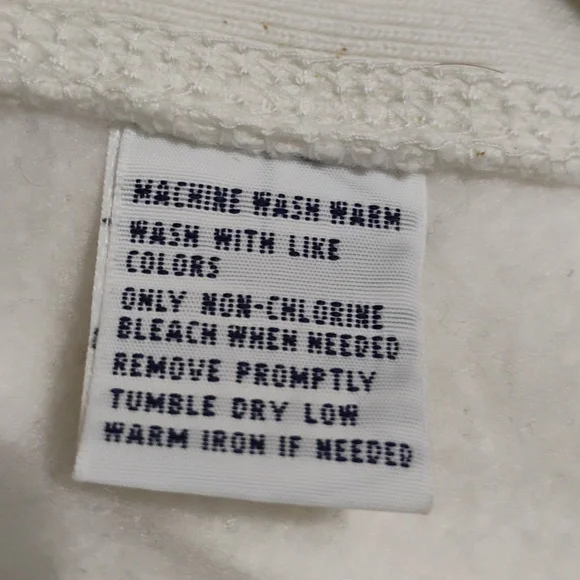 MACHINE WASH WARM
WASH WITH LIKE
COLORS
ONLY NON-CHLORINE
BLEACH WHEN NEEDED
REMOVE PROMPTLY
TUMBLE DRY LOW
WARM IRON IF NEEDED